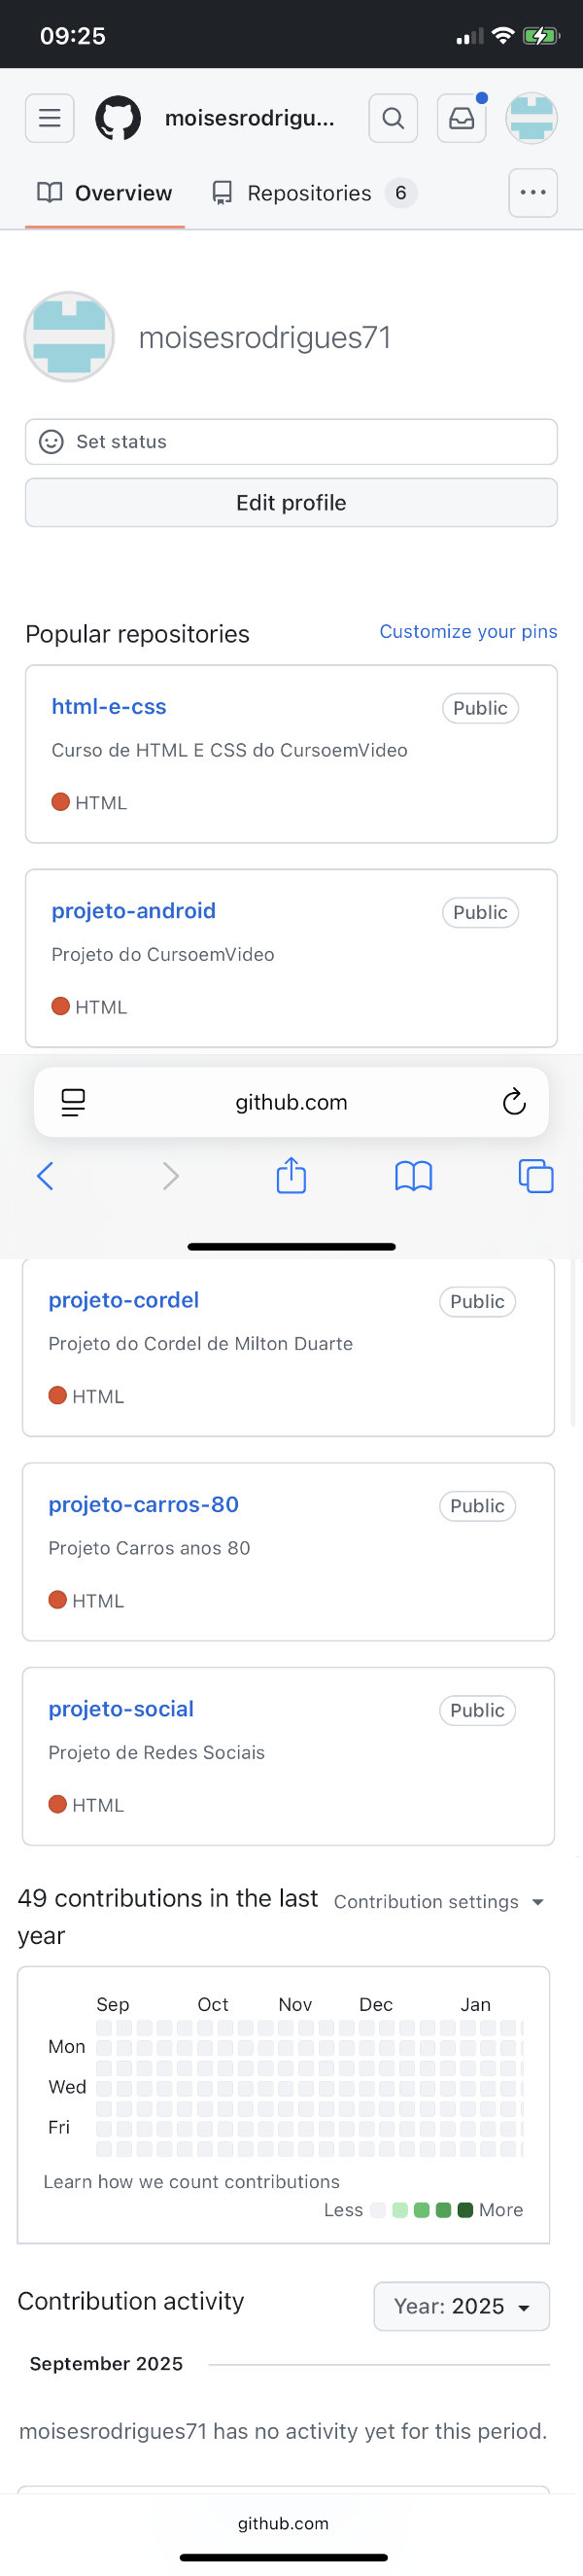 09:25
moisesrodrigu...
Overview
Repositories 6
moisesrodrigues71
Set status
Edit profile
Popular repositories
Customize your pins
html-e-css
Public
Curso de HTML E CSS do CursoemVideo
HTML
projeto-android
Public
Projeto do CursoemVideo
HTML
github.com
projeto-cordel
Public
Projeto do Cordel de Milton Duarte
HTML
projeto-carros-80
Public
Projeto Carros anos 80
HTML
projeto-social
Public
Projeto de Redes Sociais
HTML
49 contributions in the last
year
Contribution settings
Sep Oct Nov Dec Jan
Mon
Wed
Fri
Learn how we count contributions
Less More
Contribution activity
Year: 2025
September 2025
moisesrodrigues71 has no activity yet for this period.
github.com